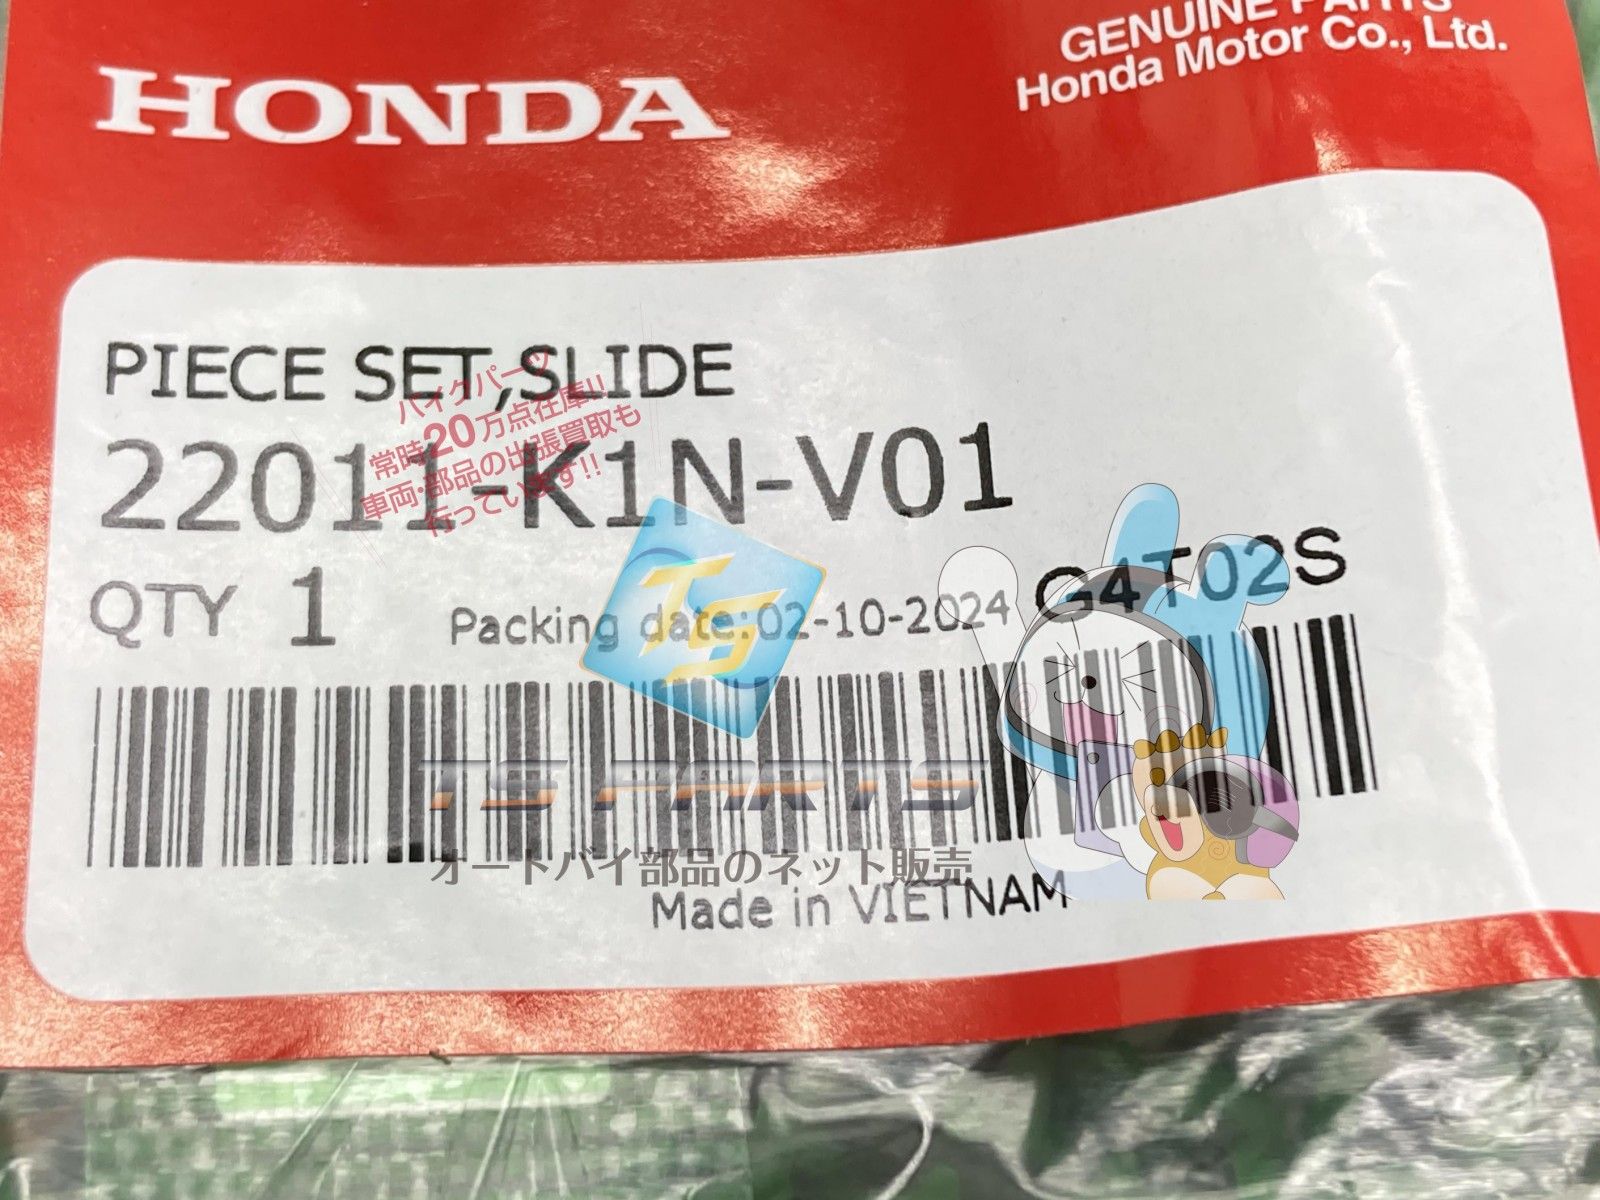 GENUINE PARTS
HONDA
Honda Motor Co., Ltd.
PIECE SET,SLIDE
バイクパーツ
常時20万点在庫!!
車両・部品の出張買取も
行っています!!
22011-K1N-V01
QTY 1
Packing date:02-10-2024
G4T02S
TS
TS PARTS
オートバイ部品のネット販売
Made in VIETNAM